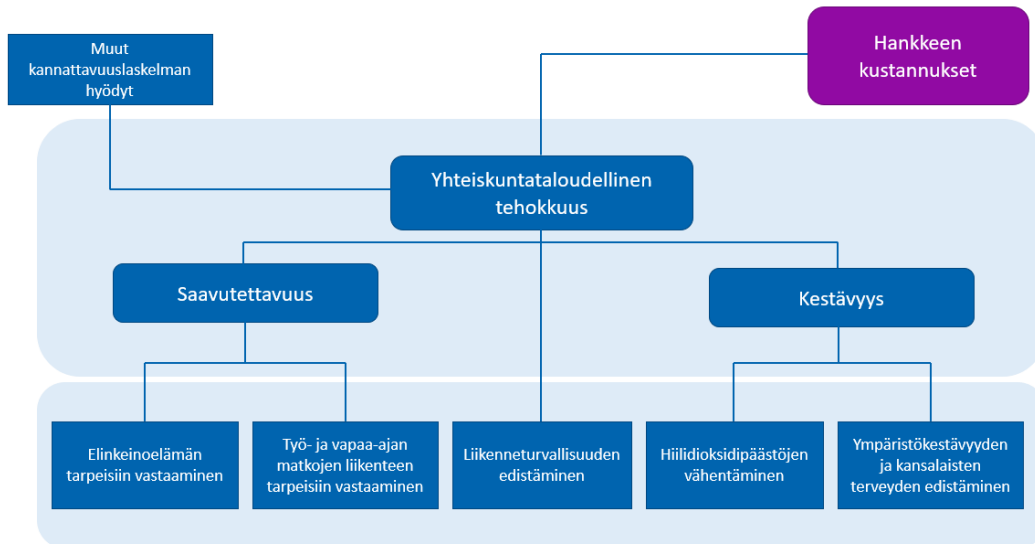 Muut
kannattavuuslaskelman
hyödyt
Hankkeen
kustannukset
Yhteiskuntataloudellinen
tehokkuus
Saavutettavuus
Kestävyys
Elinkeinoelämän
tarpeisiin vastaaminen
Työ- ja vapaa-ajan
matkojen liikenteen
tarpeisiin vastaaminen
Liikenneturvallisuuden
edistäminen
Hiilidioksidipäästöjen
vähentäminen
Ympäristökestävyyden
ja kansalaisten
terveyden edistäminen